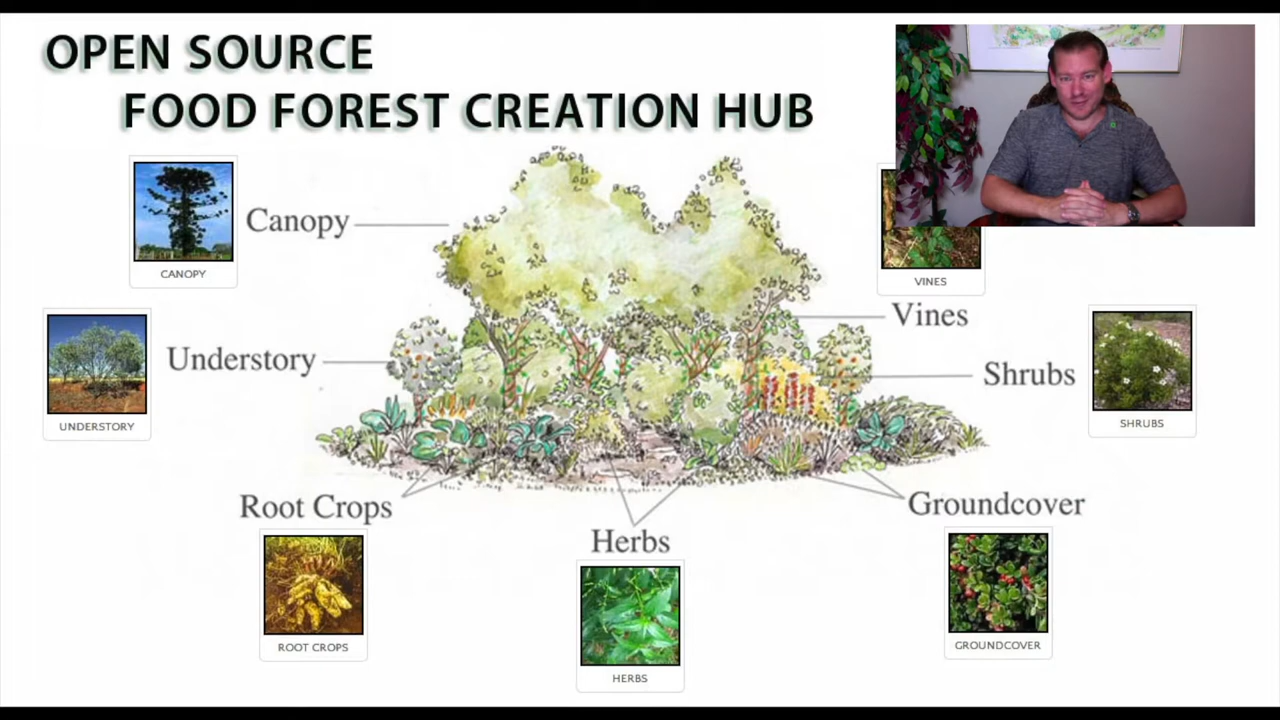 OPEN SOURCE
FOOD FOREST CREATION HUB
Canopy
CANOPY
VINES
Vines
Understory
UNDERSTORY
Shrubs
SHRUBS
Root Crops
ROOT CROPS
Herbs
HERBS
Groundcover
GROUNDCOVER